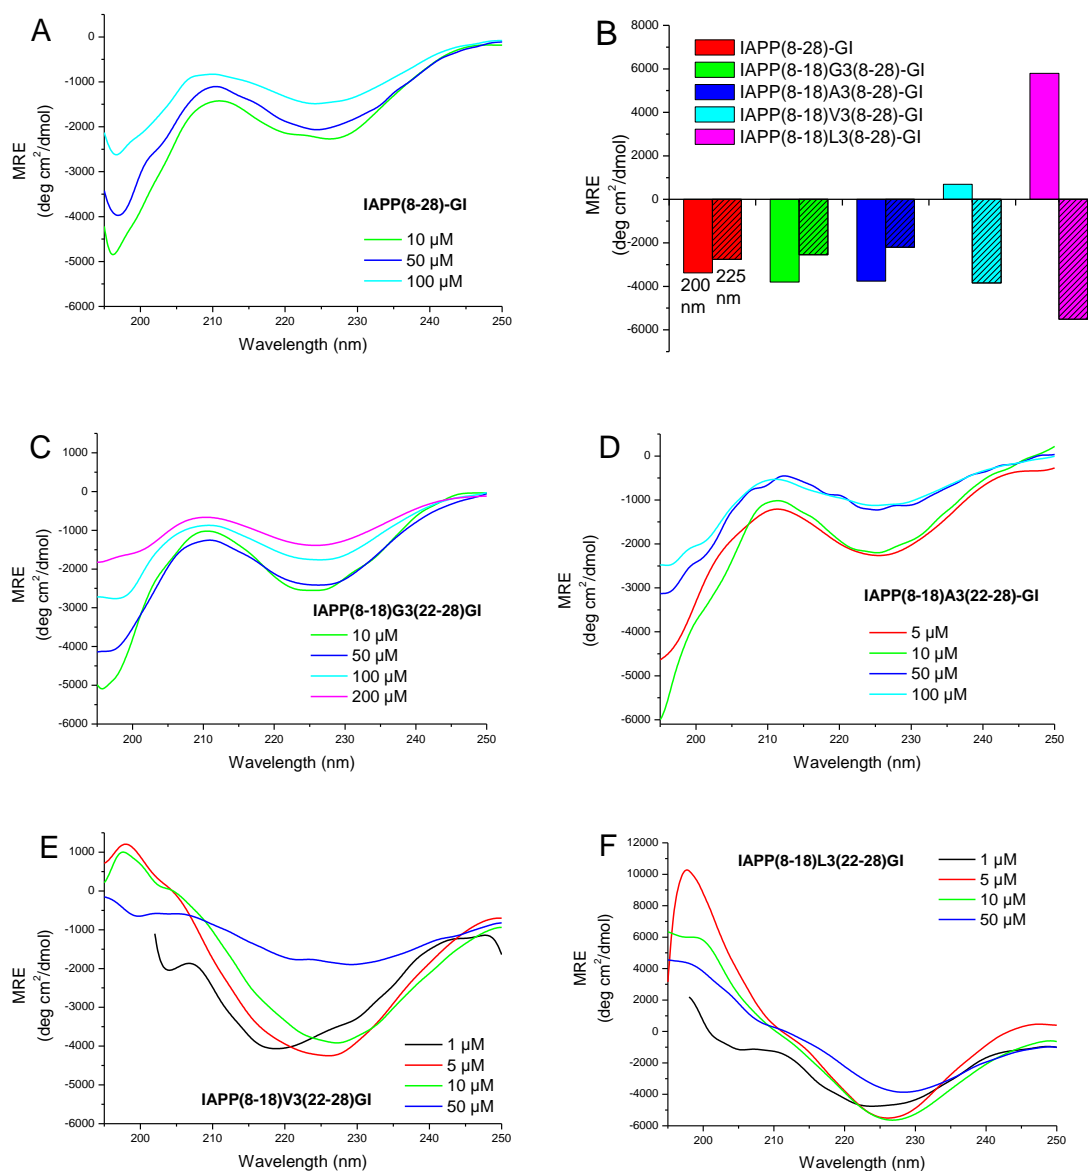 A
0
-1000
-2000
-3000
-4000
-5000
-6000
MRE
(deg cm²/dmol)
IAPP(8-28)-GI
10 µM
50 µM
100 µM
200 210 220 230 240 250
Wavelength (nm)
B
8000
6000
4000
2000
0
-2000
-4000
-6000
MRE
(deg cm²/dmol)
IAPP(8-28)-GI
IAPP(8-18)G3(8-28)-GI
IAPP(8-18)A3(8-28)-GI
IAPP(8-18)V3(8-28)-GI
IAPP(8-18)L3(8-28)-GI
200
nm
225
nm
C
1000
0
-1000
-2000
-3000
-4000
-5000
-6000
MRE
(deg cm²/dmol)
IAPP(8-18)G3(22-28)GI
10 µM
50 µM
100 µM
200 µM
200 210 220 230 240 250
Wavelength (nm)
D
0
-1000
-2000
-3000
-4000
-5000
-6000
MRE
(deg cm²/dmol)
IAPP(8-18)A3(22-28)-GI
5 µM
10 µM
50 µM
100 µM
200 210 220 230 240 250
Wavelength (nm)
E
1000
0
-1000
-2000
-3000
-4000
-5000
-6000
MRE
(deg cm²/dmol)
1 µM
5 µM
10 µM
50 µM
IAPP(8-18)V3(22-28)GI
200 210 220 230 240 250
Wavelength (nm)
F
12000
10000
8000
6000
4000
2000
0
-2000
-4000
-6000
MRE
(deg cm²/dmol)
IAPP(8-18)L3(22-28)GI
1 µM
5 µM
10 µM
50 µM
200 210 220 230 240 250
Wavelength (nm)